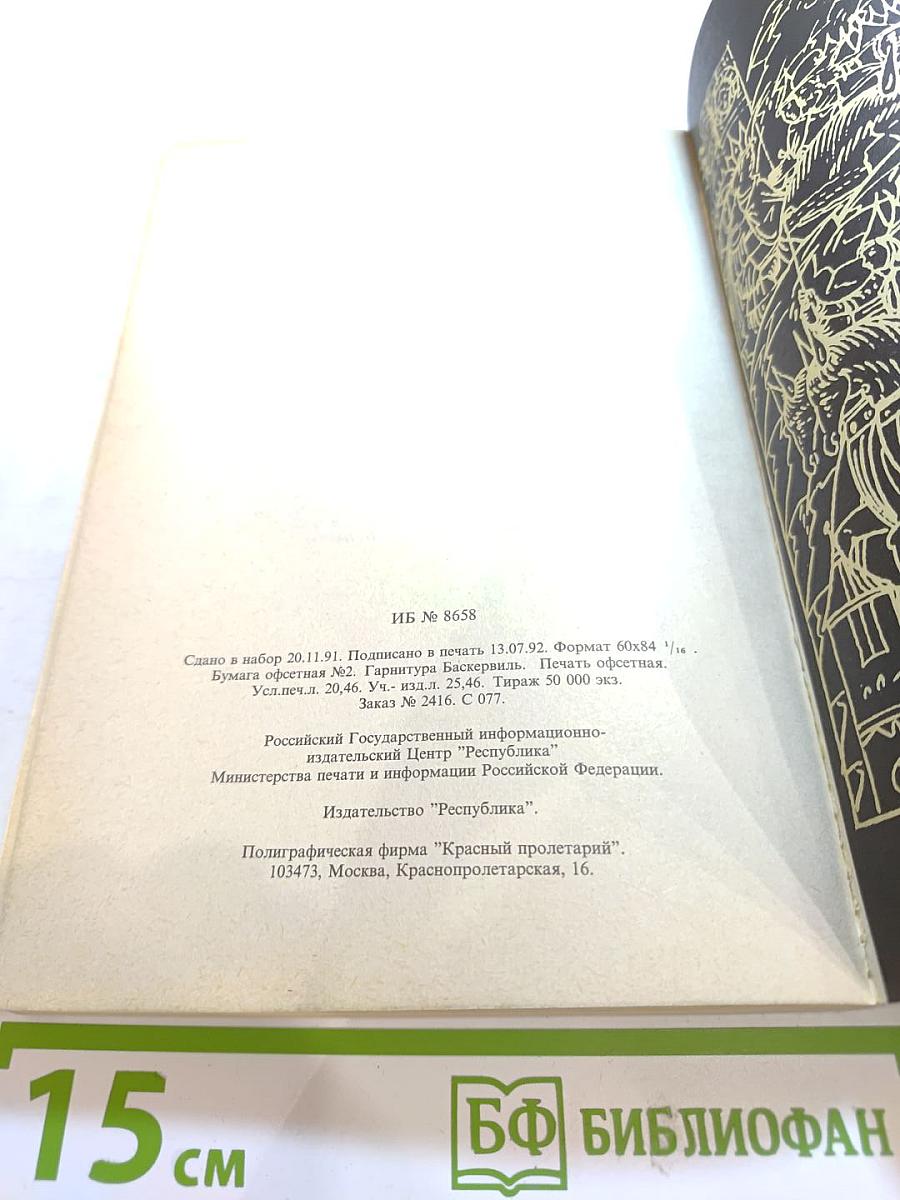 ИБ № 8658
Сдано в набор 20.11.91. Подписано в печать 13.07.92. Формат 60х84 ¹/₁₆ .
Бумага офсетная №2. Гарнитура Баскервиль. Печать офсетная.
Усл.печ.л. 20,46. Уч.- изд.л. 25,46. Тираж 50 000 экз.
Заказ № 2416. С 077.
Российский Государственный информационно-
издательский Центр "Республика"
Министерства печати и информации Российской Федерации.
Издательство "Республика".
Полиграфическая фирма "Красный пролетарий".
103473, Москва, Краснопролетарская, 16.
15 см
БФ БИБЛИОФАН